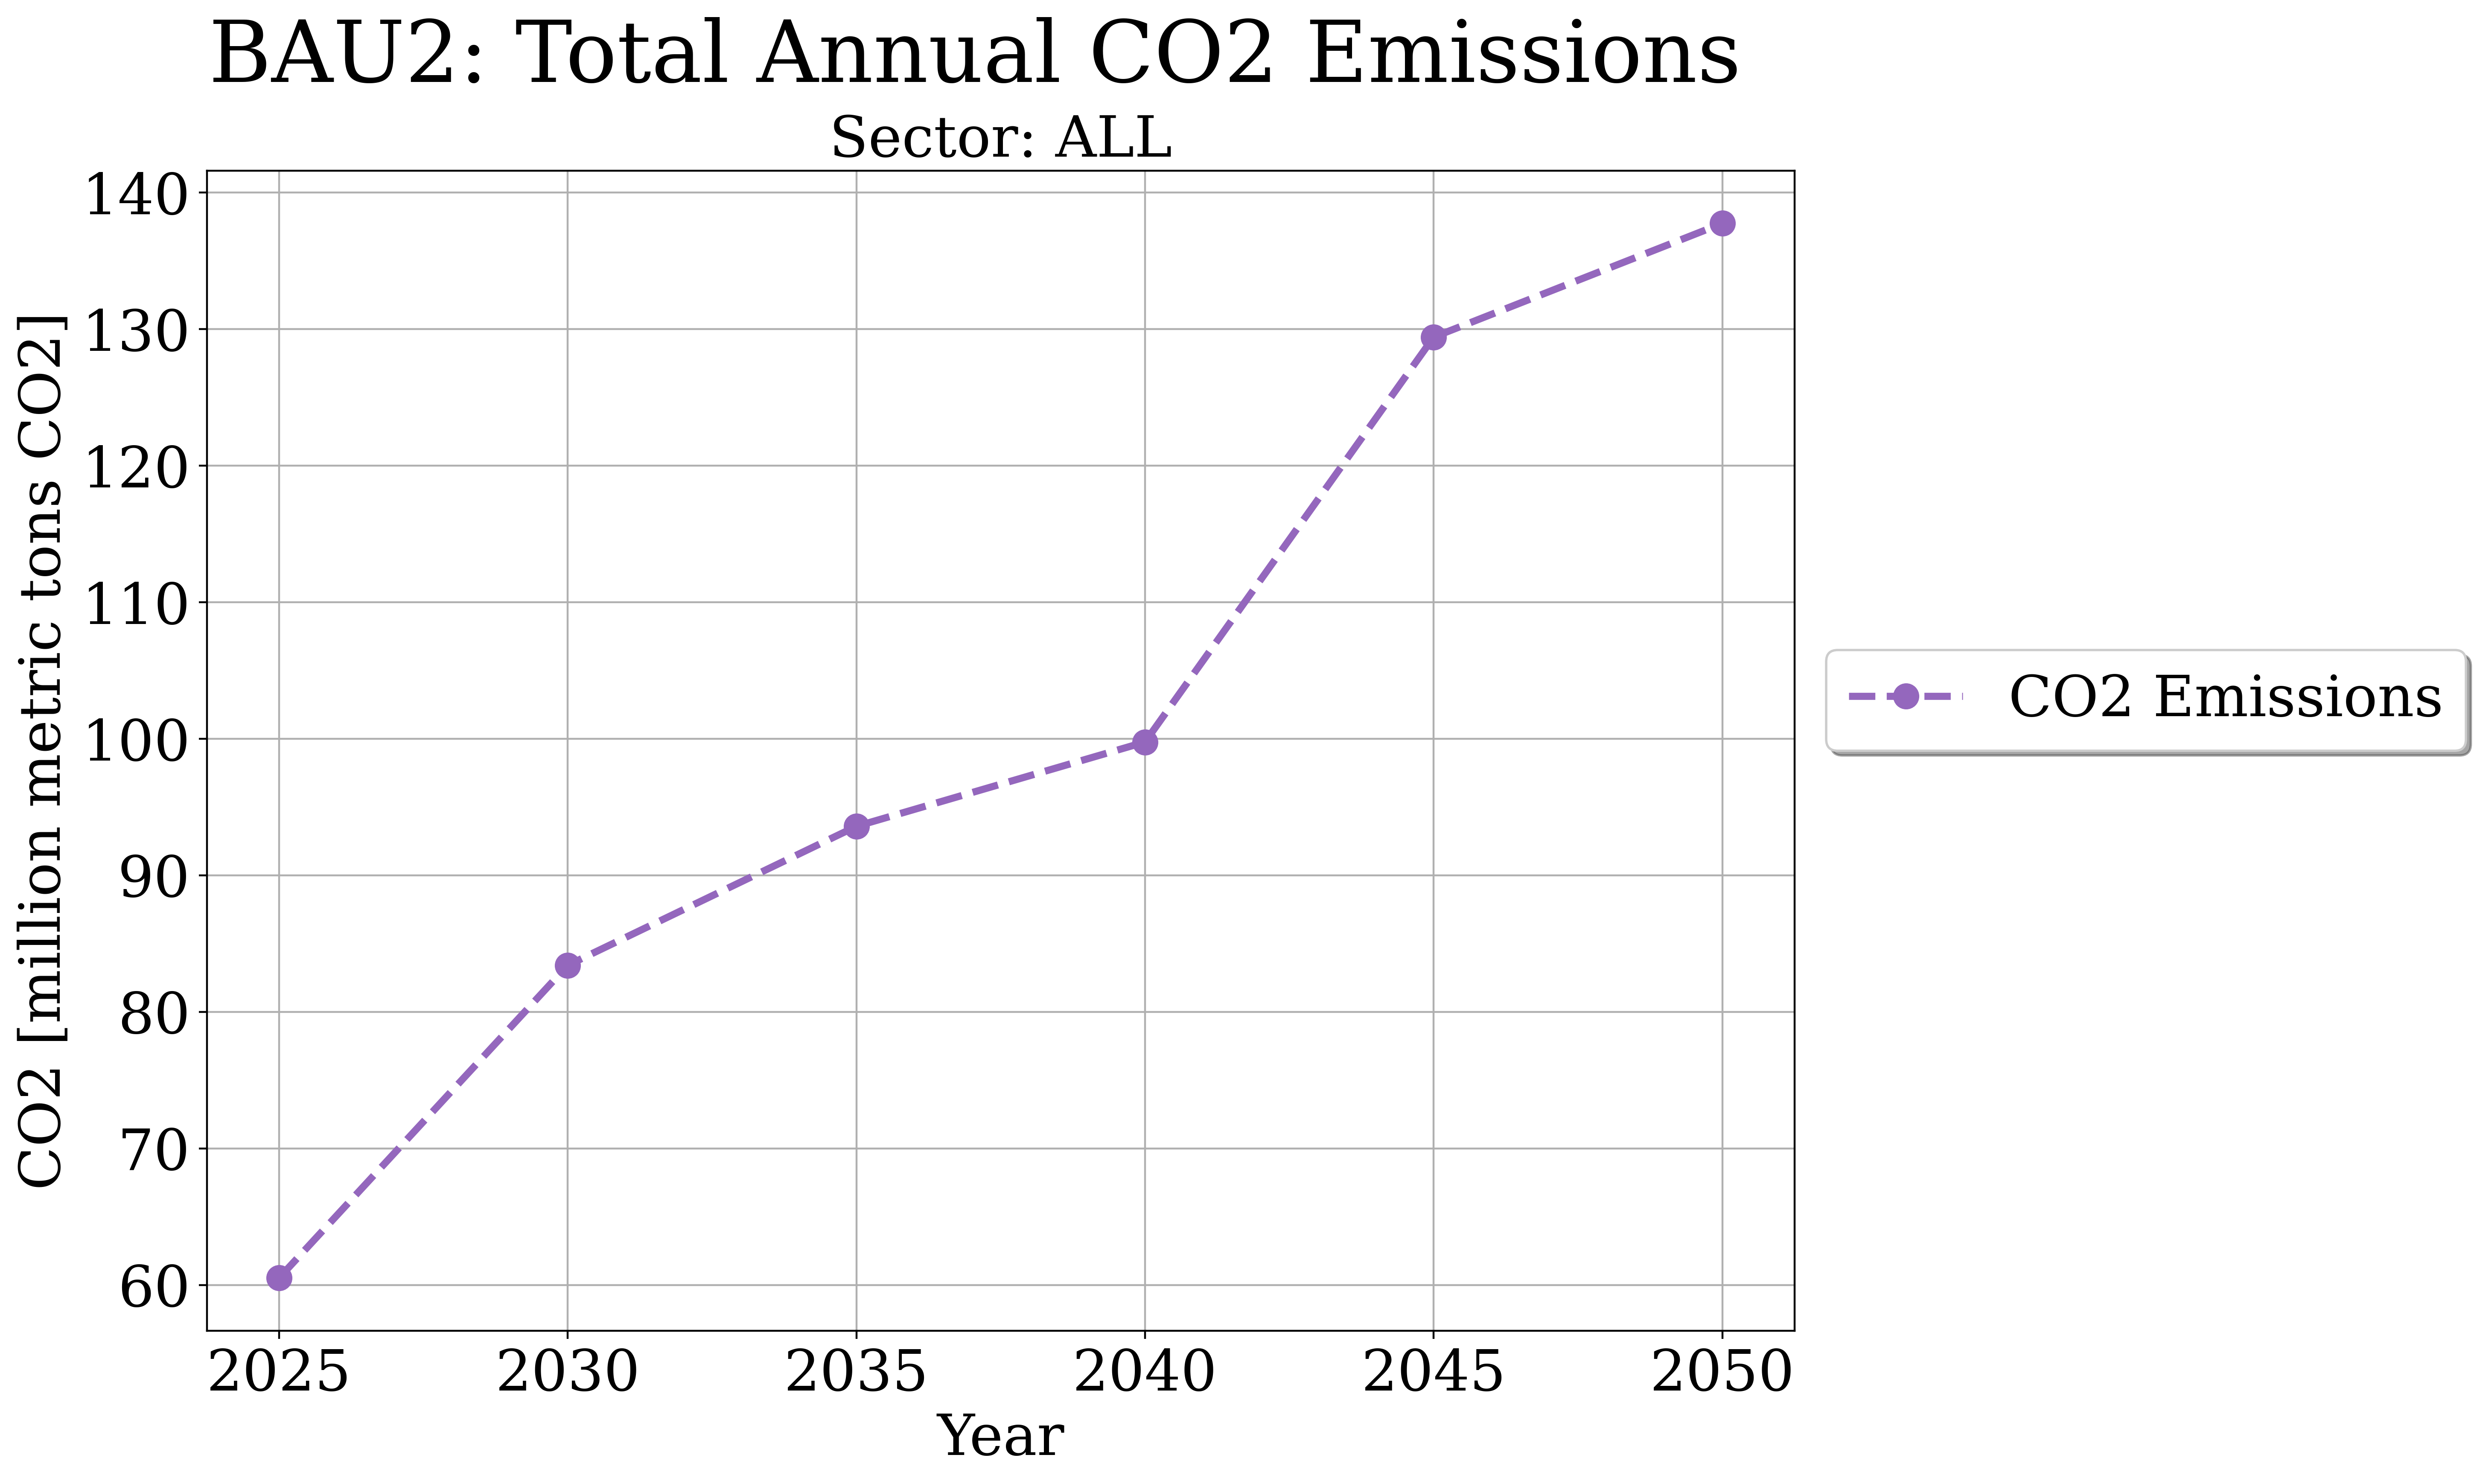 BAU2: Total Annual CO2 Emissions
Sector: ALL
CO2 [million metric tons CO2]
140
130
120
110
100
90
80
70
60
2025 2030 2035 2040 2045 2050
Year
CO2 Emissions